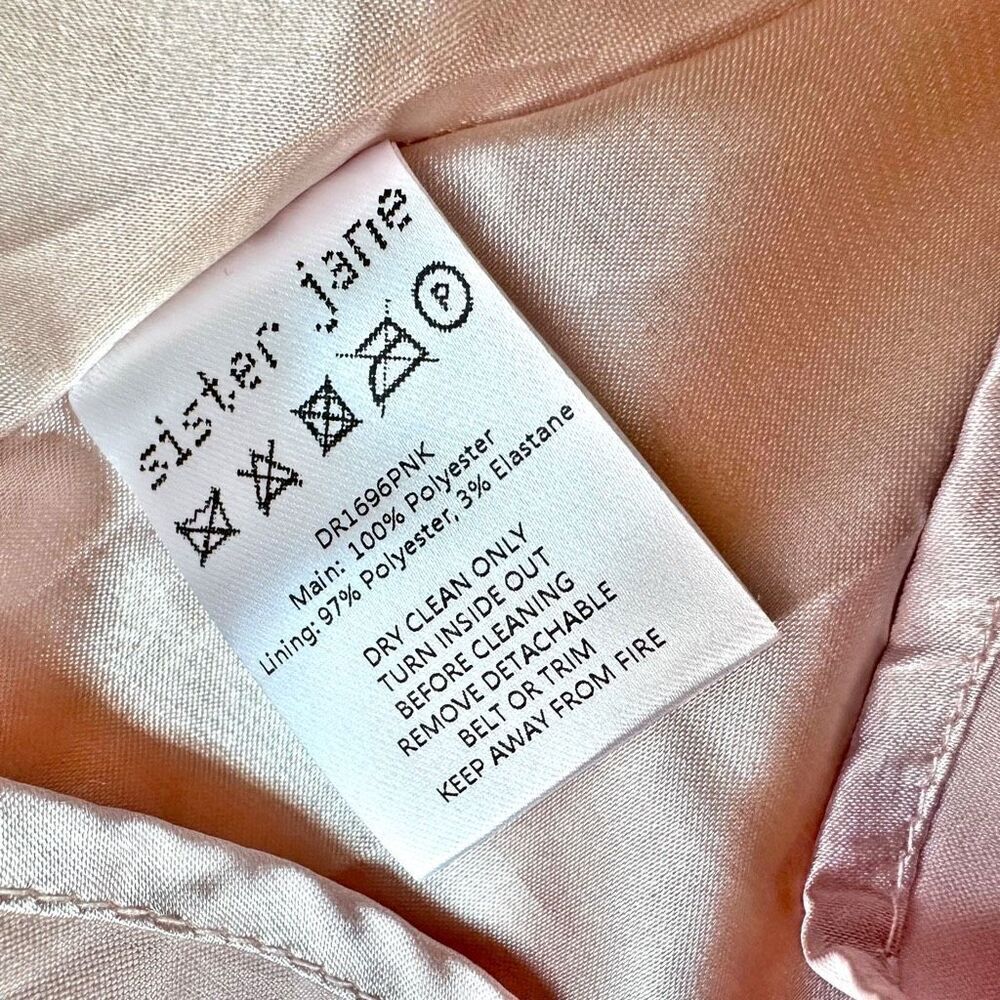 sister jane
P
DR1696PNK
Main: 100% Polyester
Lining: 97% Polyester, 3% Elastane
DRY CLEAN ONLY
TURN INSIDE OUT
BEFORE CLEANING
REMOVE DETACHABLE
BELT OR TRIM
KEEP AWAY FROM FIRE